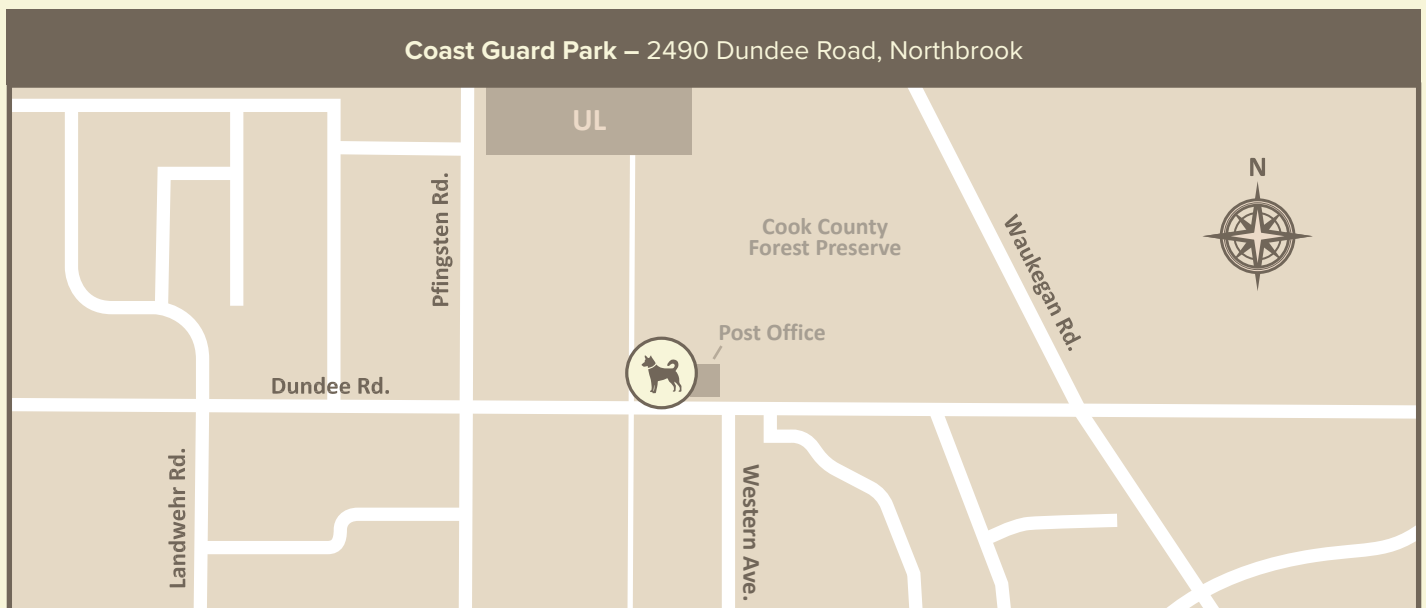 Coast Guard Park – 2490 Dundee Road, Northbrook
UL
N
Pfingsten Rd.
Cook County
Forest Preserve
Waukegan Rd.
Post Office
Dundee Rd.
Landwehr Rd.
Western Ave.